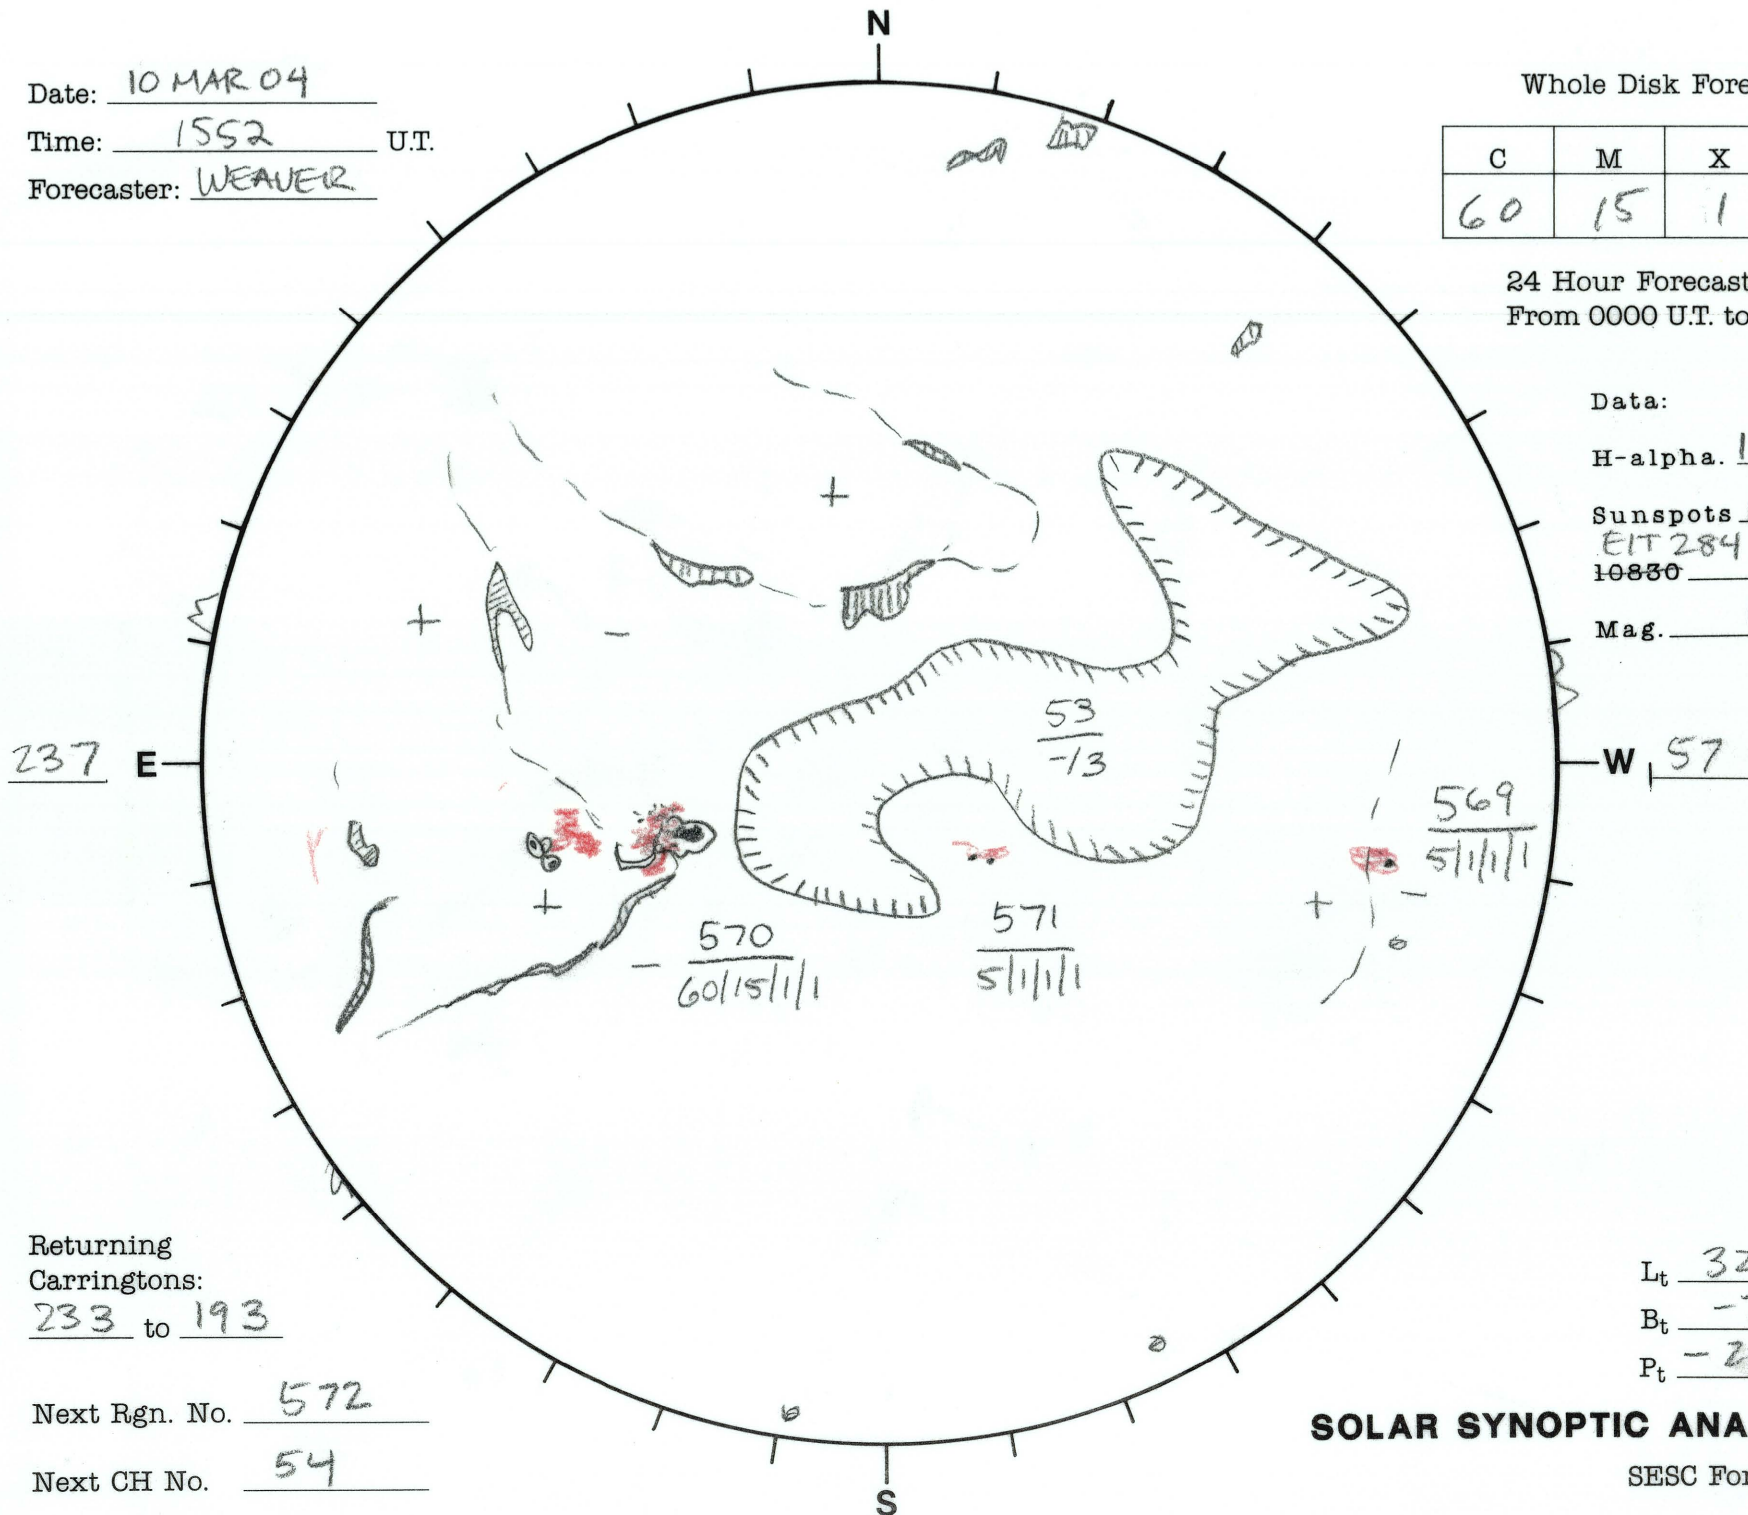 N
Date: 10 MAR 04
Time: 1552 U.T.
Forecaster: WEAVER
Whole Disk Fore
C M X
60 15 1
24 Hour Forecast
From 0000 U.T. to
Data:
H-alpha. 1
Sunspots
EIT 284
10830
Mag.
+
+ -
53
-13
237 E W 57
569
5/1/1/1
+ + -
570
60/15/1/1
-
571
5/1/1/1
Returning
Carringtons:
233 to 193
Lt 32
Bt -
Pt -2
Next Rgn. No. 572
Next CH No. 54
SOLAR SYNOPTIC ANA
SESC For
S